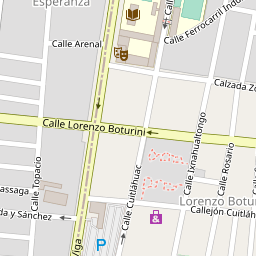 Esperanza
Calle Arenal
Calle Ferrocarril Indu
Calzada Zo
Calle Lorenzo Boturini
Calle Topacio
Calle Cuitláhuac
Calle Ixnahualtongo
Calle Rosario
assaga
Lorenzo Botur
da y Sánchez
Callejón Cuitláh
Viga
P